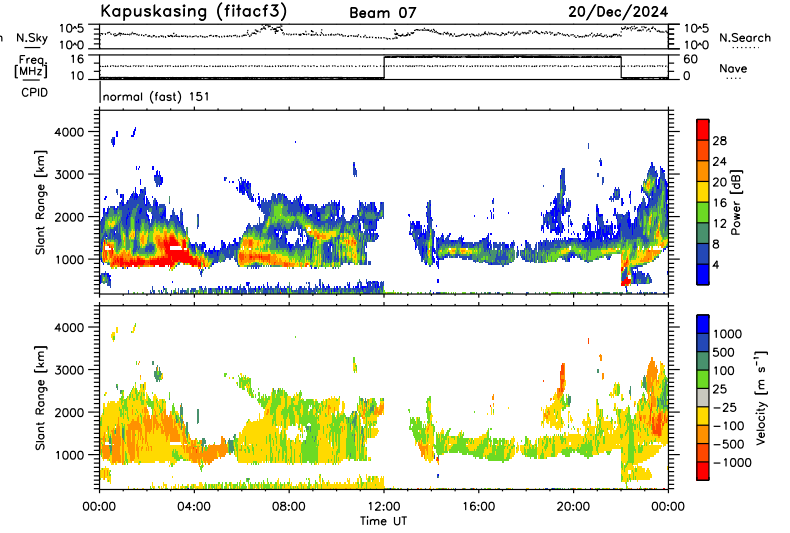 Kapuskasing (fitacf3) Beam 07 20/Dec/2024
N.Sky 10^5 10^0 10^5 10^0 N.Search
Freq. [MHz] 16 10 60 0 Nave
CPID normal (fast) 151
Slant Range [km] 4000 3000 2000 1000
Power [dB] 28 24 20 16 12 8 4
Slant Range [km] 4000 3000 2000 1000
Velocity [m s⁻¹] 1000 500 100 25 −25 −100 −500 −1000
00:00 04:00 08:00 12:00 16:00 20:00 00:00
Time UT